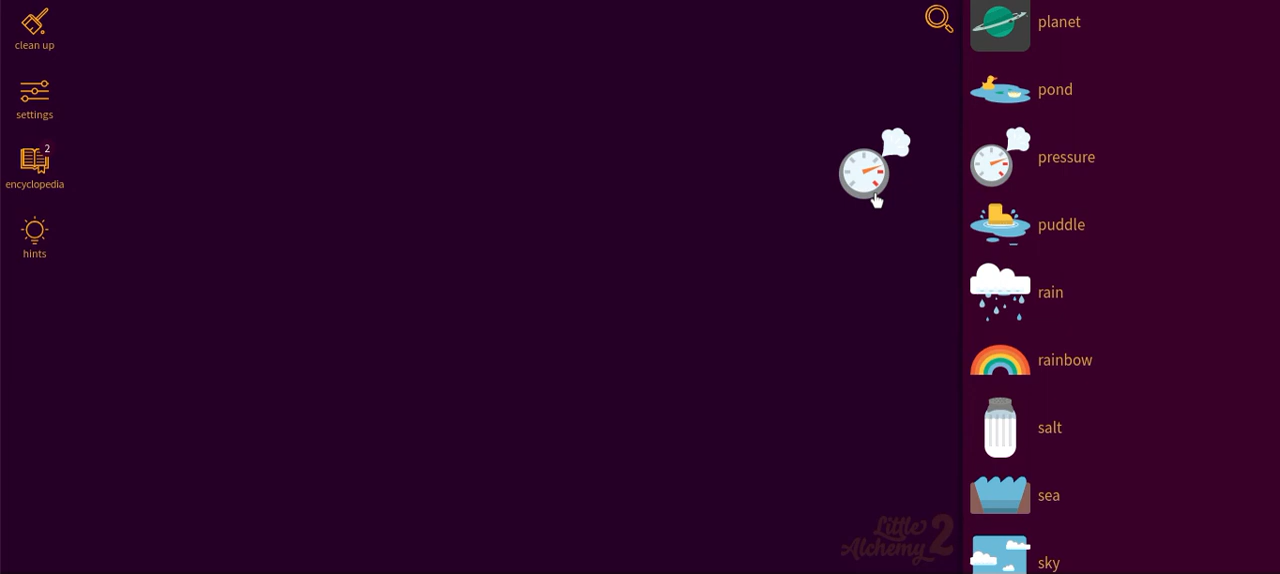 clean up
settings
2
encyclopedia
hints
planet
pond
pressure
puddle
rain
rainbow
salt
sea
sky
Little
Alchemy 2